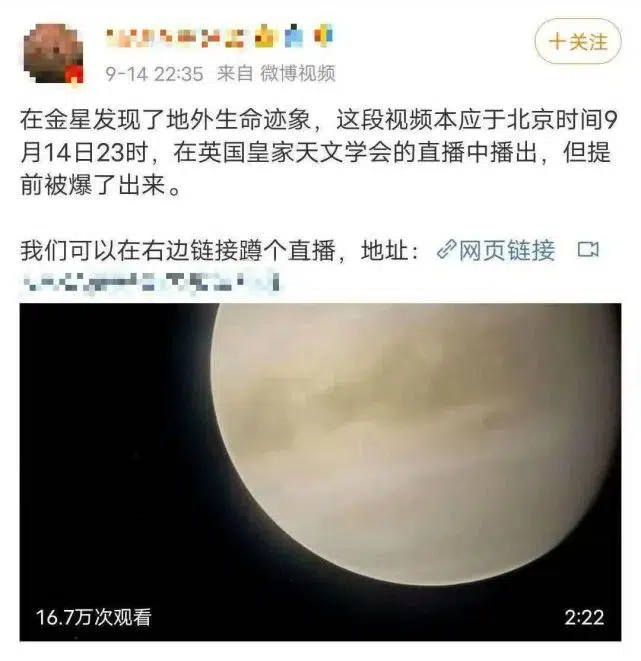 +关注
9-14 22:35 来自 微博视频
在金星发现了地外生命迹象，这段视频本应于北京时间9
月14日23时，在英国皇家天文学会的直播中播出，但提
前被爆了出来。
我们可以在右边链接蹲个直播，地址：网页链接
16.7万次观看
2:22